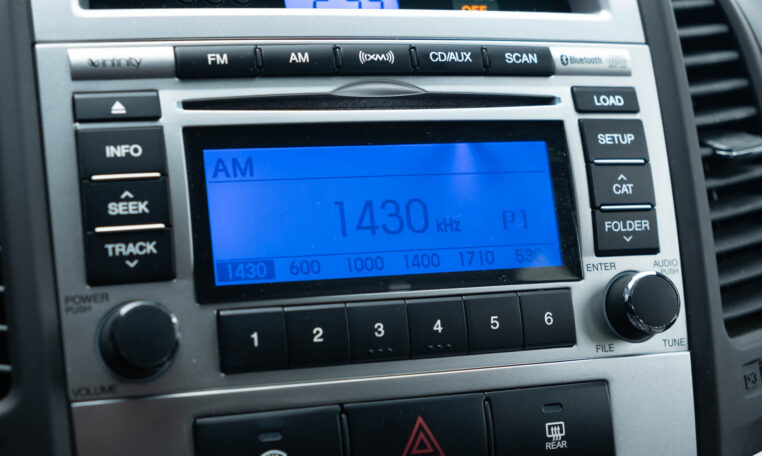 OFF
infinity FM AM ((XM)) CD/AUX SCAN Bluetooth
LOAD
INFO
SEEK
TRACK
AM
1430 kHz P1
1430 600 1000 1400 1710 530
SETUP
CAT
FOLDER
POWER
PUSH
VOLUME
1 2 3 4 5 6
ENTER
AUDIO
PUSH
FILE
TUNE
REAR